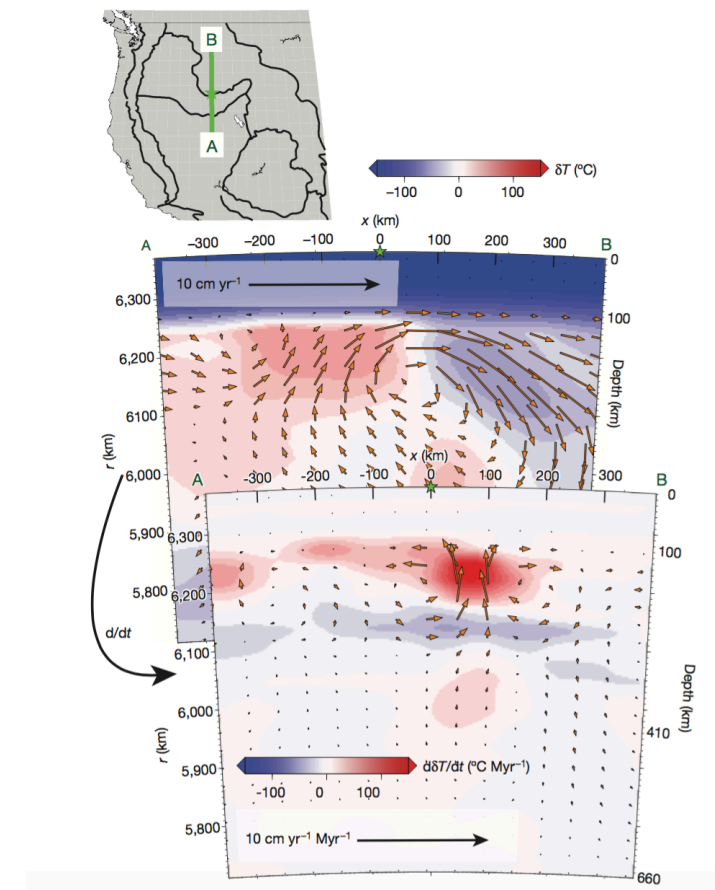 B
A
δT (ºC)
−100 0 100
x (km)
A −300 −200 −100 0 100 200 300 B
0
10 cm yr⁻¹
6,300
100
6,200
Depth (km)
6100
r (km)
x (km)
6,000
A -300 -200 -100 0 100 200 300 B
0
5,900
6,300
100
5,800
6,200
d/dt
6,100
Depth (km)
6,000
410
r (km)
dδT/dt (ºC Myr⁻¹)
5,900
-100 0 100
5,800
10 cm yr⁻¹ Myr⁻¹
660